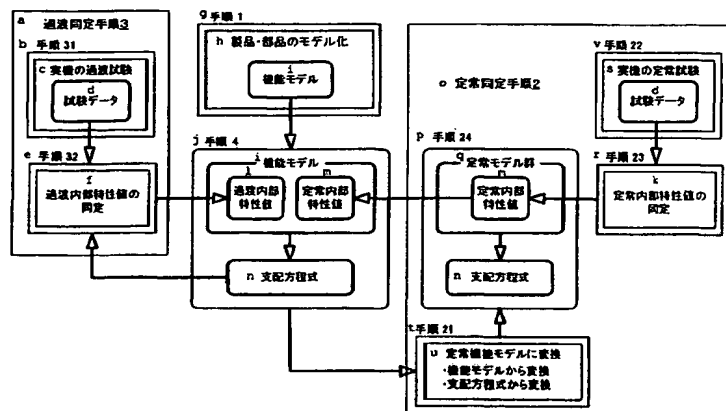 a 過渡同定手順3
b 手順 31
c 実機の過渡試験
d
試験データ
e 手順 32
f
過渡内部特性値の
同定
g 手順 1
h 製品・部品のモデル化
i
機能モデル
j 手順 4
i 機能モデル
l
過渡内部
特性値
m
定常内部
特性値
n 支配方程式
o 定常同定手順2
p 手順 24
q 定常モデル群
m
定常内部
特性値
n 支配方程式
v 手順 22
s 実機の定常試験
d
試験データ
r 手順 23
k
定常内部特性値の
同定
t 手順 21
u 定常機能モデルに変換
・機能モデルから変換
・支配方程式から変換